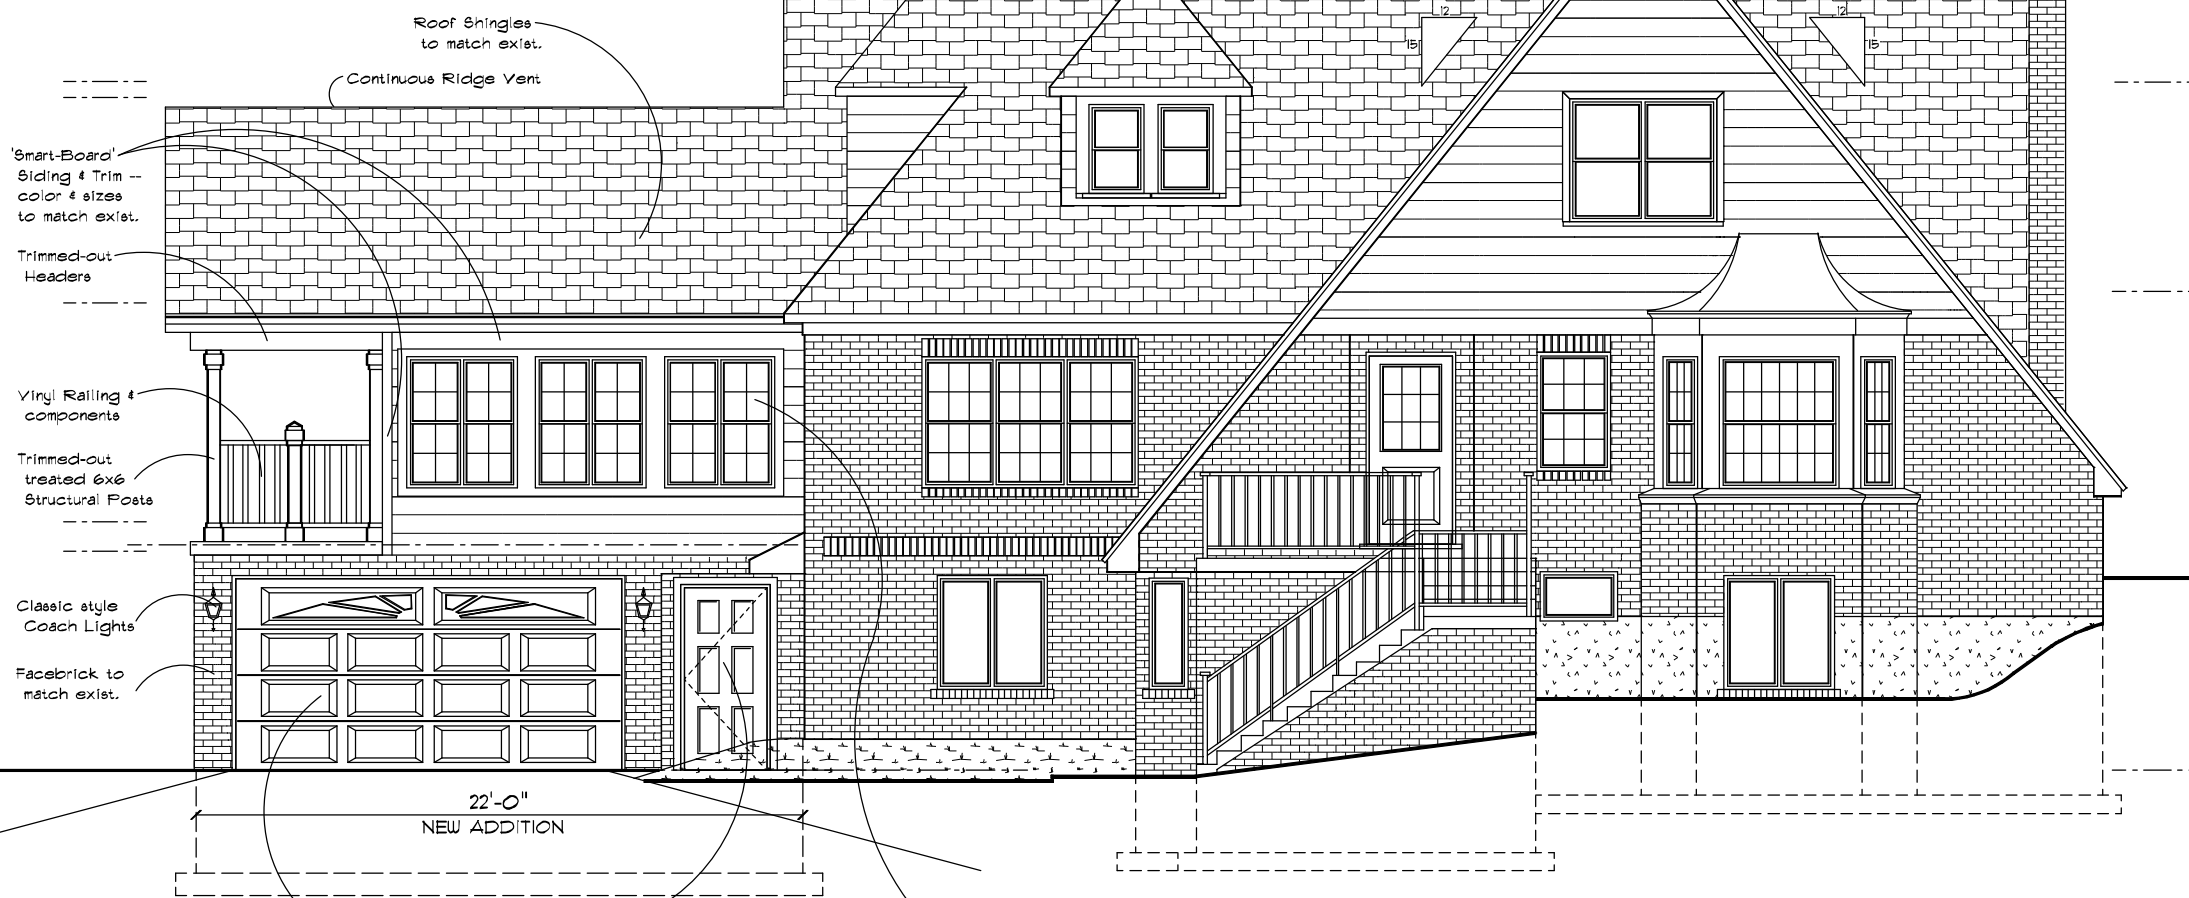 Roof Shingles
to match exist.
Continuous Ridge Vent
12
15
12
15
'Smart-Board'
Siding & Trim --
color & sizes
to match exist.
Trimmed-out
Headers
Vinyl Railing &
components
Trimmed-out
treated 6x6
Structural Posts
Classic style
Coach Lights
Facebrick to
match exist.
22'-0"
NEW ADDITION